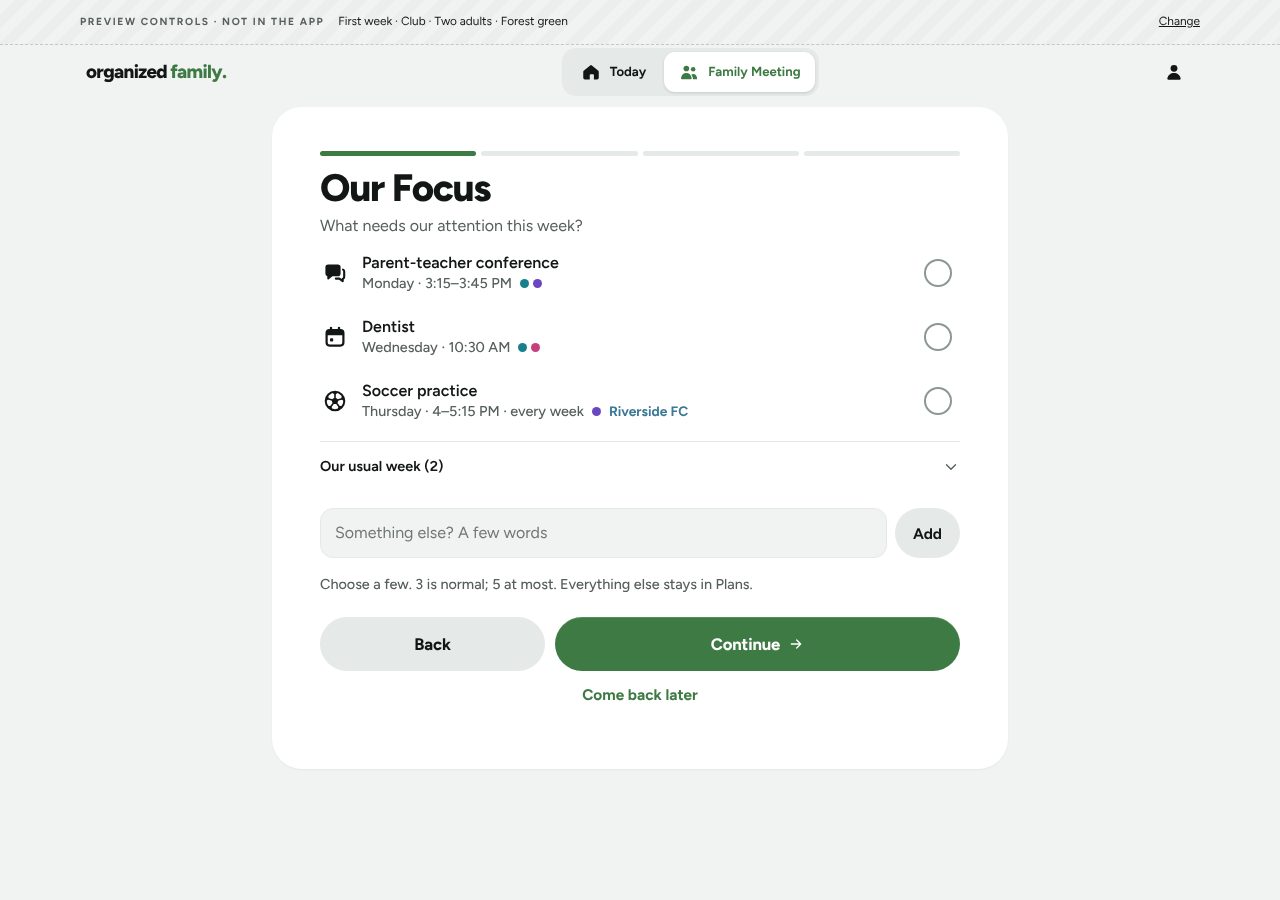 PREVIEW CONTROLS · NOT IN THE APP First week · Club · Two adults · Forest green Change
organized family. Today Family Meeting
Our Focus
What needs our attention this week?
Parent-teacher conference
Monday · 3:15–3:45 PM
Dentist
Wednesday · 10:30 AM
Soccer practice
Thursday · 4–5:15 PM · every week Riverside FC
Our usual week (2)
Something else? A few words Add
Choose a few. 3 is normal; 5 at most. Everything else stays in Plans.
Back Continue →
Come back later